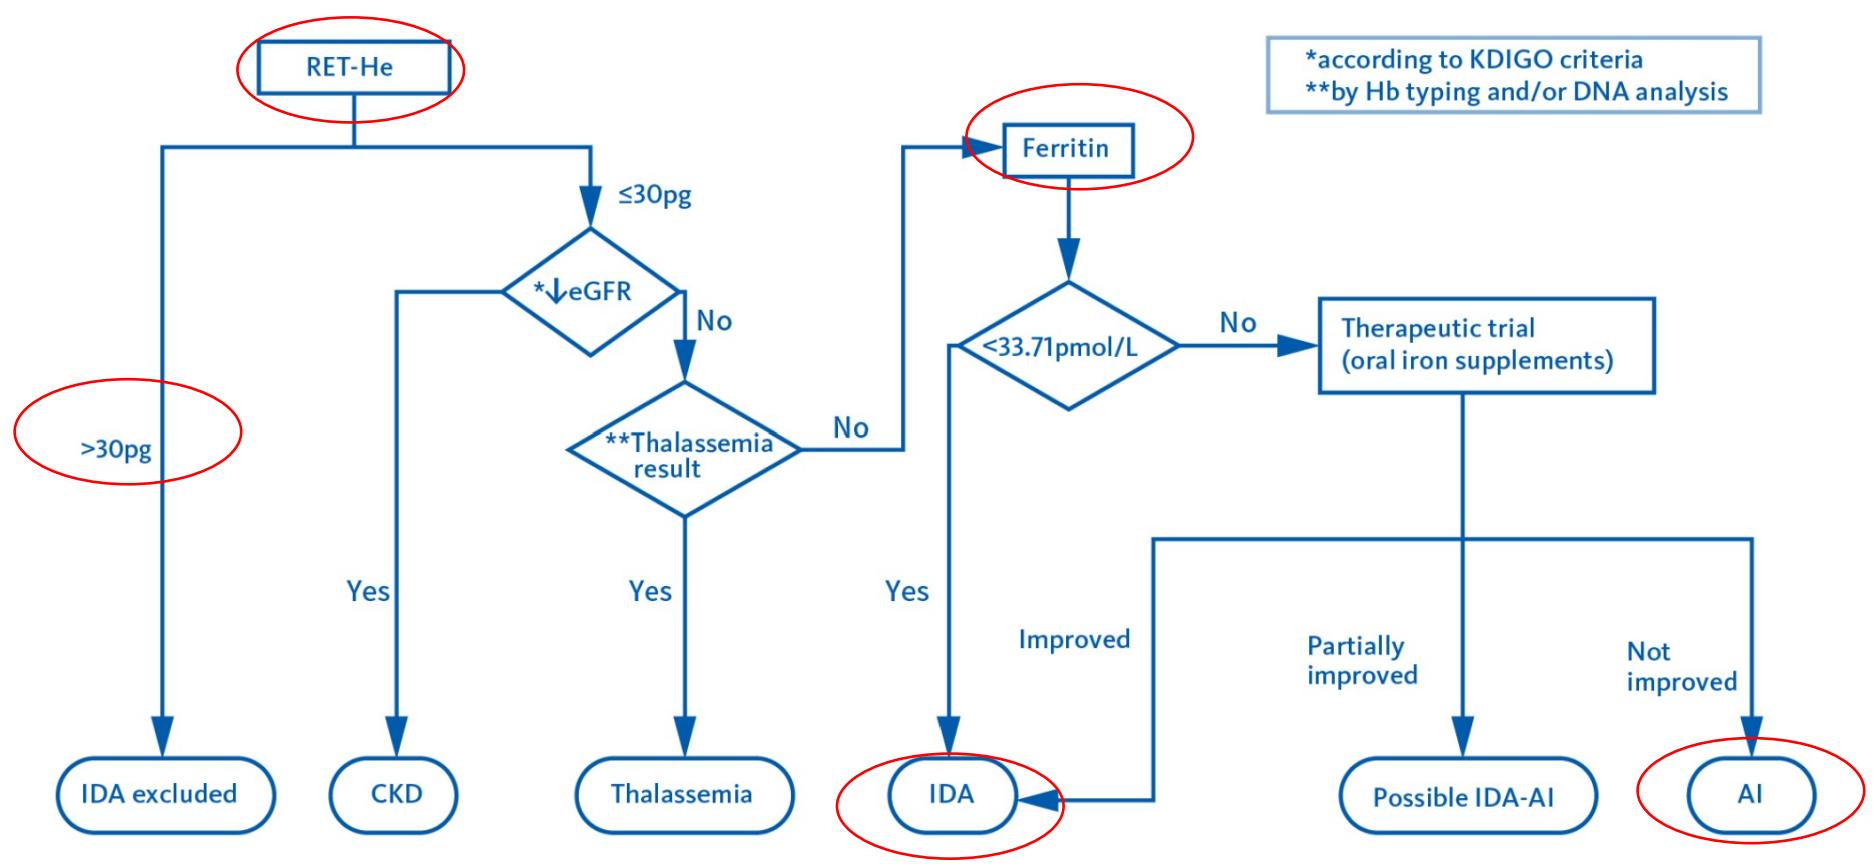 RET-He
*according to KDIGO criteria
**by Hb typing and/or DNA analysis
Ferritin
≤30pg
*↓eGFR
No
<33.71pmol/L
No
Therapeutic trial
(oral iron supplements)
>30pg
**Thalassemia
result
No
Yes
Yes
Yes
Improved
Partially
improved
Not
improved
IDA excluded
CKD
Thalassemia
IDA
Possible IDA-AI
AI